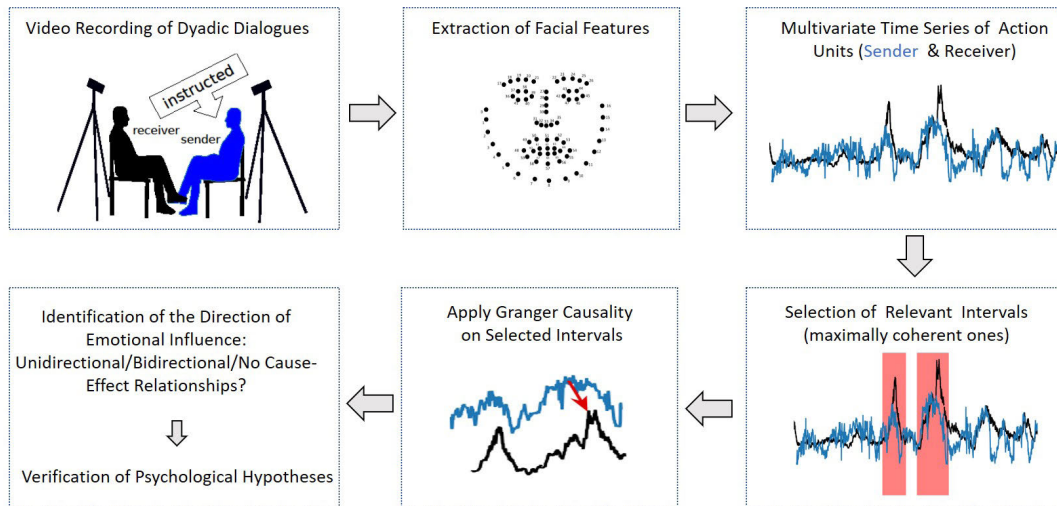 Video Recording of Dyadic Dialogues
instructed
receiver
sender
Extraction of Facial Features
Multivariate Time Series of Action
Units (Sender & Receiver)
Selection of Relevant Intervals
(maximally coherent ones)
Apply Granger Causality
on Selected Intervals
Identification of the Direction of
Emotional Influence:
Unidirectional/Bidirectional/No Cause-
Effect Relationships?
Verification of Psychological Hypotheses